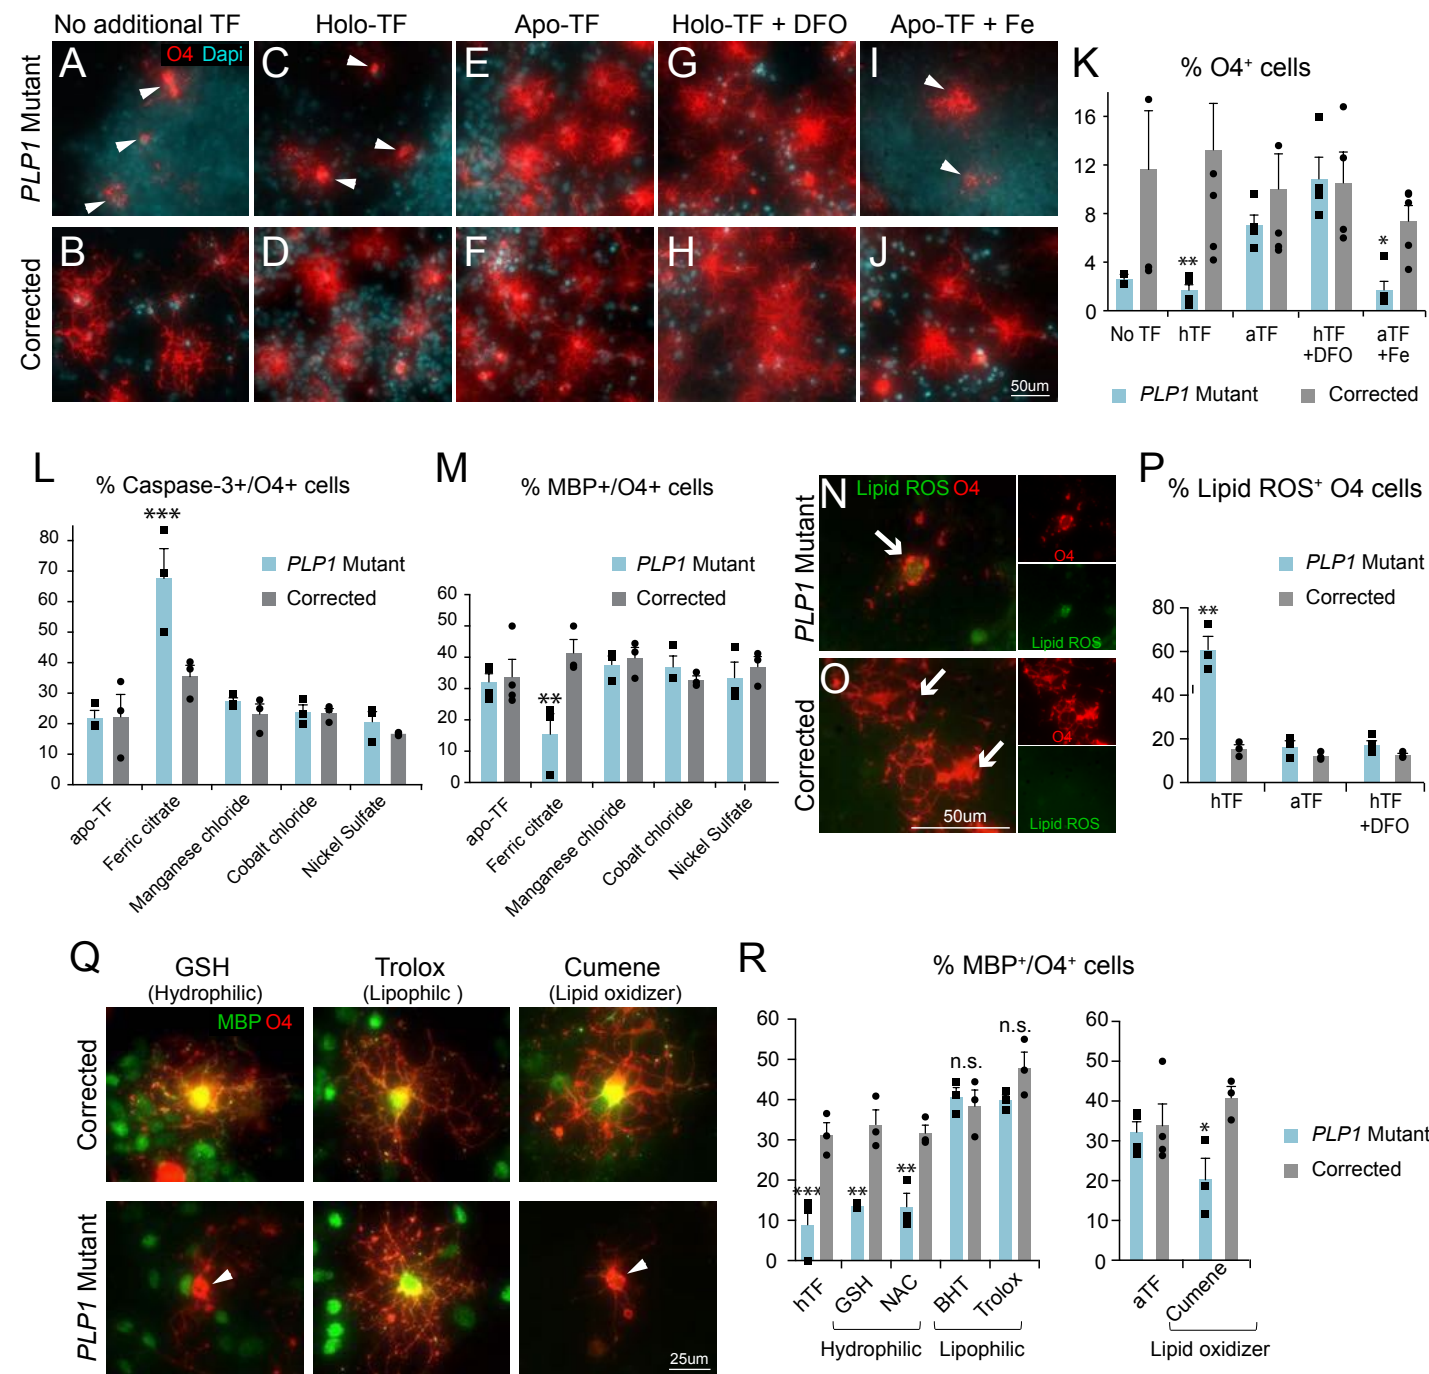 No additional TF Holo-TF Apo-TF Holo-TF + DFO Apo-TF + Fe
PLP1 Mutant
A O4 Dapi C E G I
Corrected
B D F H J
50um
K % O4+ cells
16
12
8
4
0
** *
No TF hTF aTF hTF +DFO aTF +Fe
PLP1 Mutant Corrected
L % Caspase-3+/O4+ cells
***
80
70
60
50
40
30
20
10
0
PLP1 Mutant
Corrected
apo-TF Ferric citrate Manganese chloride Cobalt chloride Nickel Sulfate
M % MBP+/O4+ cells
60
50
40
30
20
10
0
**
PLP1 Mutant
Corrected
apo-TF Ferric citrate Manganese chloride Cobalt chloride Nickel Sulfate
PLP1 Mutant
N Lipid ROS O4
O4
Lipid ROS
Corrected
O
50um
O4
Lipid ROS
P % Lipid ROS+ O4 cells
PLP1 Mutant
Corrected
80
60
40
20
0
**
hTF aTF hTF +DFO
Q
GSH Trolox Cumene
(Hydrophilic) (Lipophilc ) (Lipid oxidizer)
Corrected
MBP O4
PLP1 Mutant
25um
R % MBP+/O4+ cells
60
50
40
30
20
10
0
*** ** ** n.s. n.s.
hTF GSH NAC BHT Trolox
Hydrophilic Lipophilic
60
50
40
30
20
10
0
*
aTF Cumene
Lipid oxidizer
PLP1 Mutant
Corrected